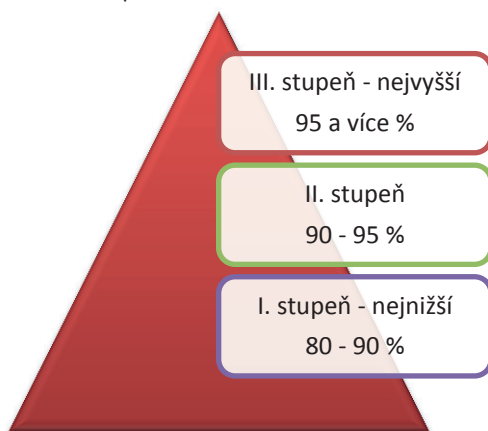 III. stupeň - nejvyšší
95 a více %
II. stupeň
90 - 95 %
I. stupeň - nejnižší
80 - 90 %